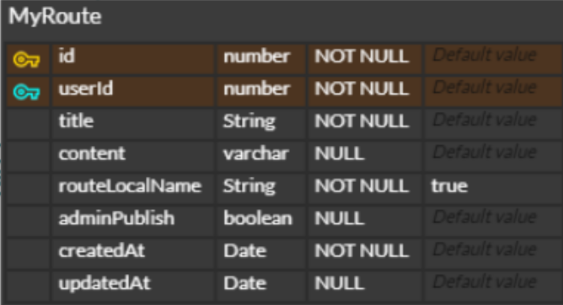 MyRoute
id number NOT NULL Default value
userId number NOT NULL Default value
title String NOT NULL Default value
content varchar NULL Default value
routeLocalName String NOT NULL true
adminPublish boolean NULL Default value
createdAt Date NOT NULL Default value
updatedAt Date NULL Default value